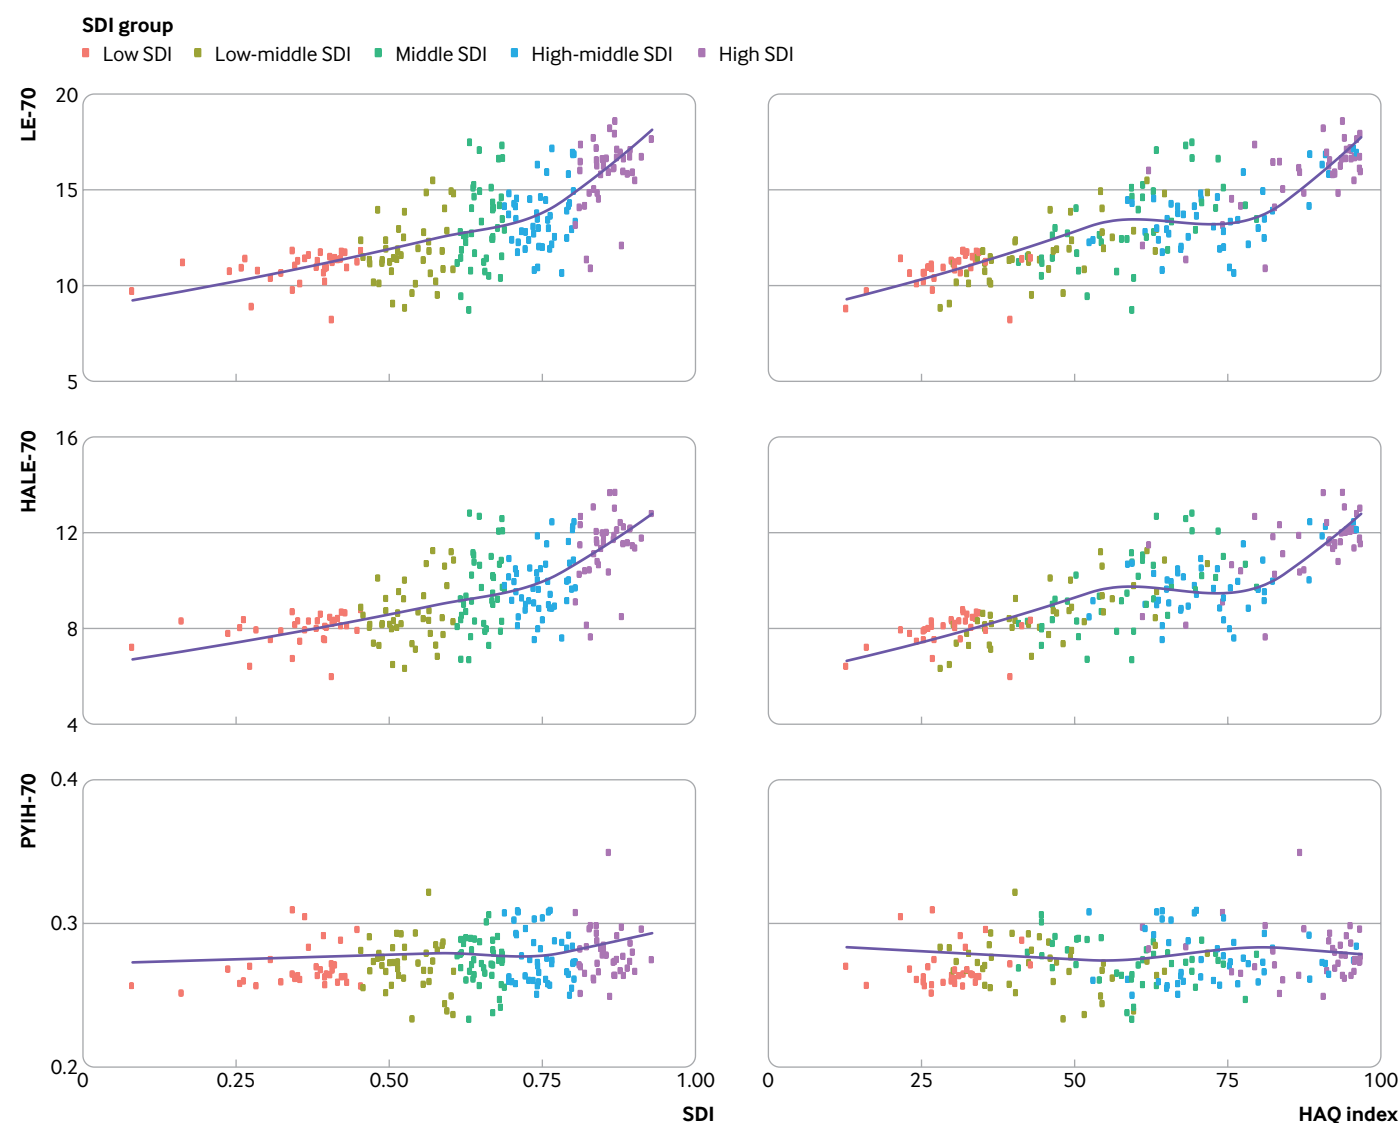 SDI group
Low SDI Low-middle SDI Middle SDI High-middle SDI High SDI
LE-70
20
15
10
5
HALE-70
16
12
8
4
PYIH-70
0.4
0.3
0.2
0 0.25 0.50 0.75 1.00
SDI
0 25 50 75 100
HAQ index